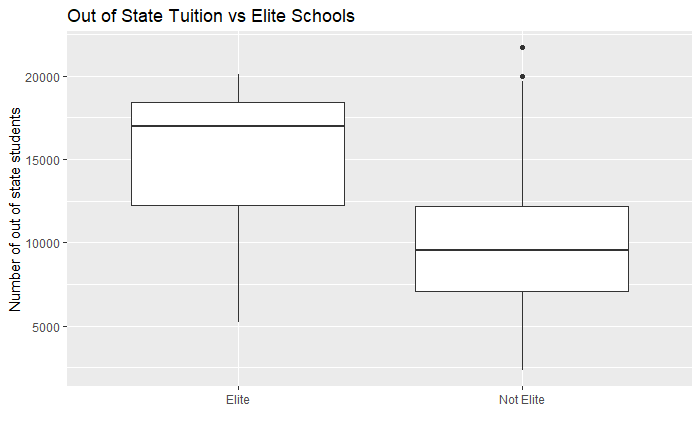 Out of State Tuition vs Elite Schools
Number of out of state students
20000
15000
10000
5000
Elite
Not Elite